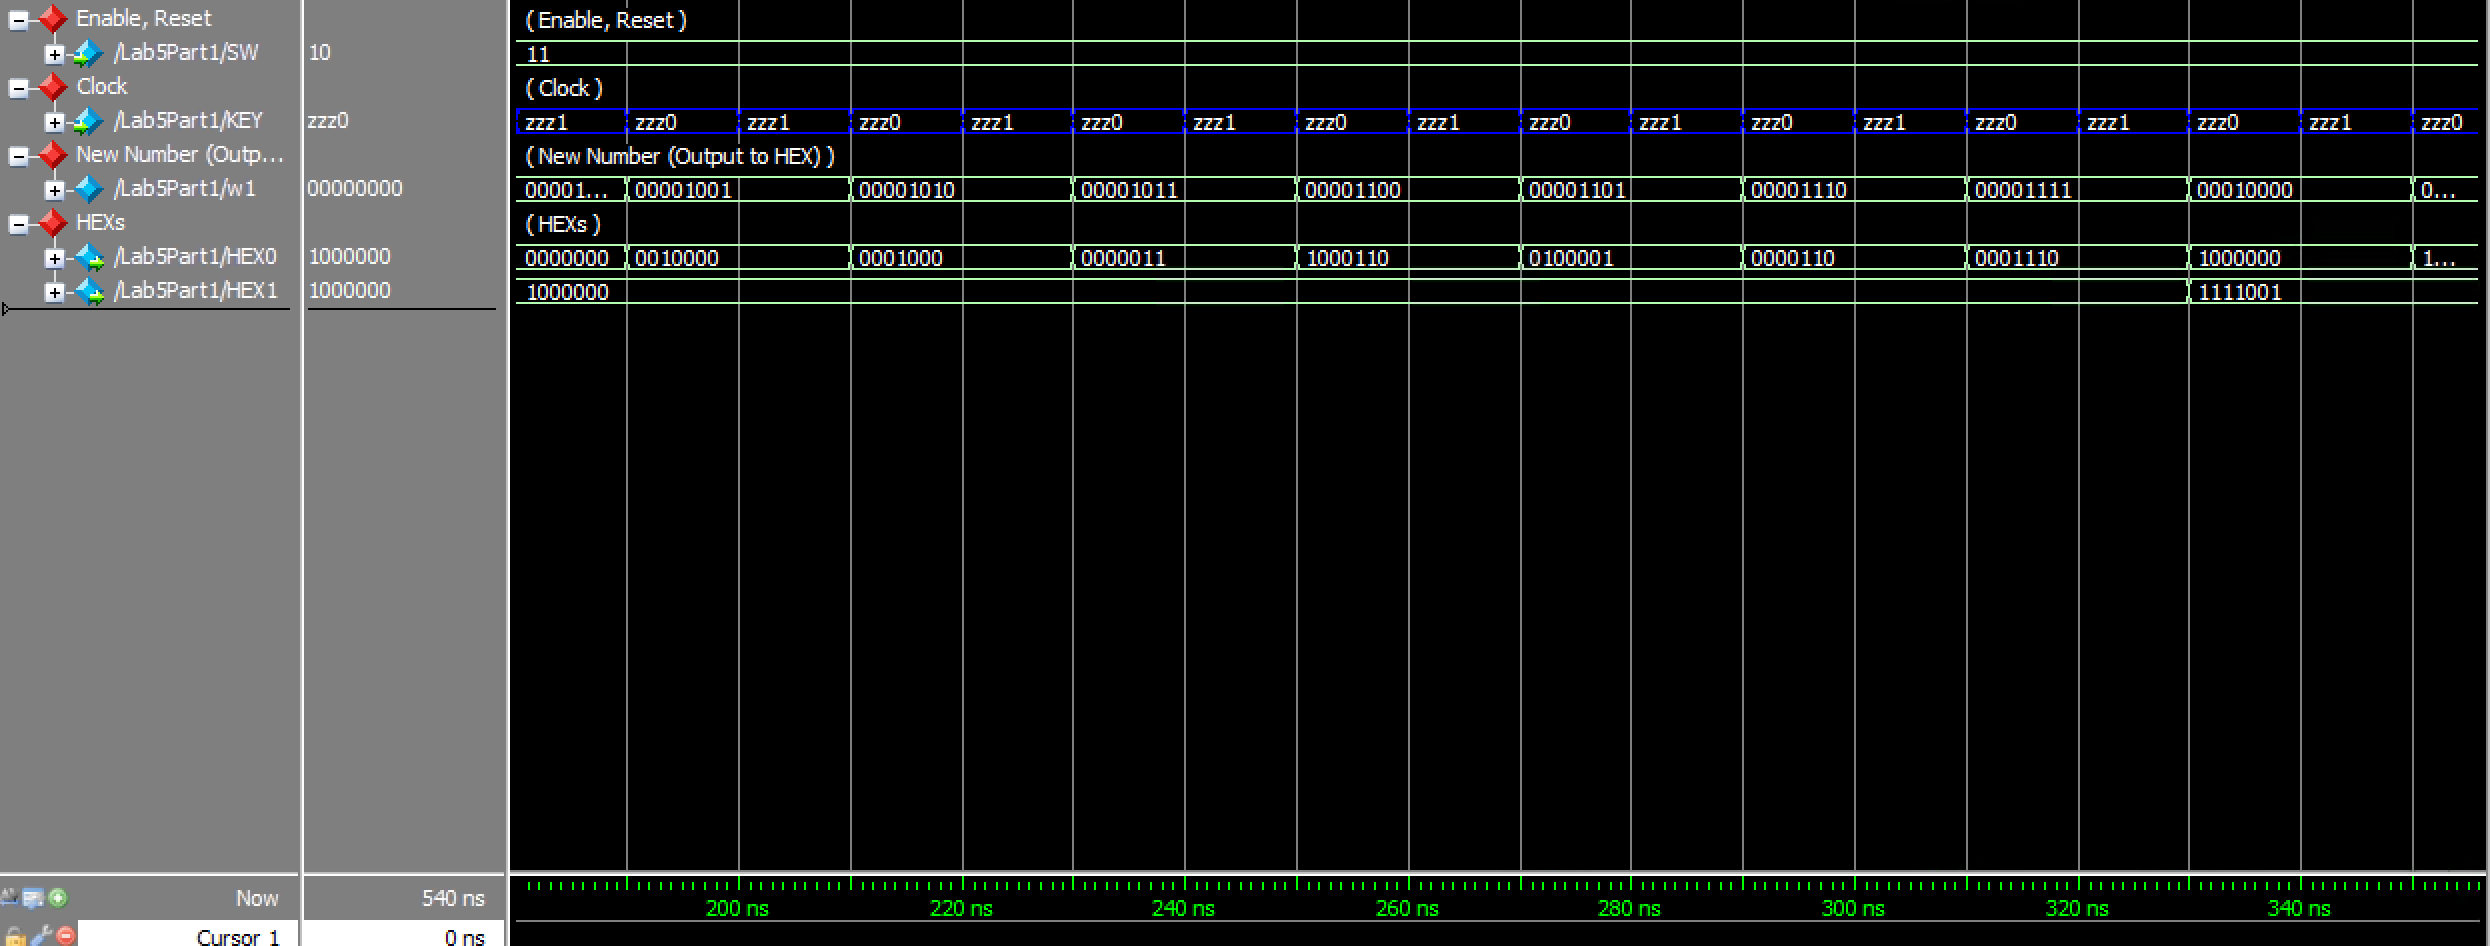 Enable, Reset
/Lab5Part1/SW 10
Clock
/Lab5Part1/KEY zzz0
New Number (Outp...
/Lab5Part1/w1 00000000
HEXs
/Lab5Part1/HEX0 1000000
/Lab5Part1/HEX1 1000000
( Enable, Reset )
11
( Clock )
zzz1 zzz0 zzz1 zzz0 zzz1 zzz0 zzz1 zzz0 zzz1 zzz0 zzz1 zzz0 zzz1 zzz0 zzz1 zzz0 zzz1 zzz0
( New Number (Output to HEX) )
00001... 00001001 00001010 00001011 00001100 00001101 00001110 00001111 00010000 0...
( HEXs )
0000000 0010000 0001000 0000011 1000110 0100001 0000110 0001110 1000000 1...
1000000 1111001
Now 540 ns
200 ns 220 ns 240 ns 260 ns 280 ns 300 ns 320 ns 340 ns
Cursor 1 0 ns